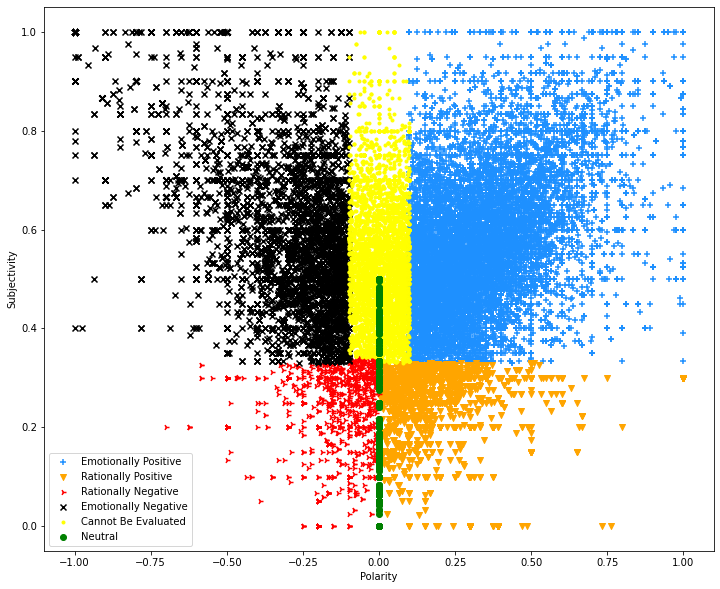 1.0
0.8
0.6
0.4
0.2
0.0
Subjectivity
Emotionally Positive
Rationally Positive
Rationally Negative
Emotionally Negative
Cannot Be Evaluated
Neutral
−1.00 −0.75 −0.50 −0.25 0.00 0.25 0.50 0.75 1.00
Polarity